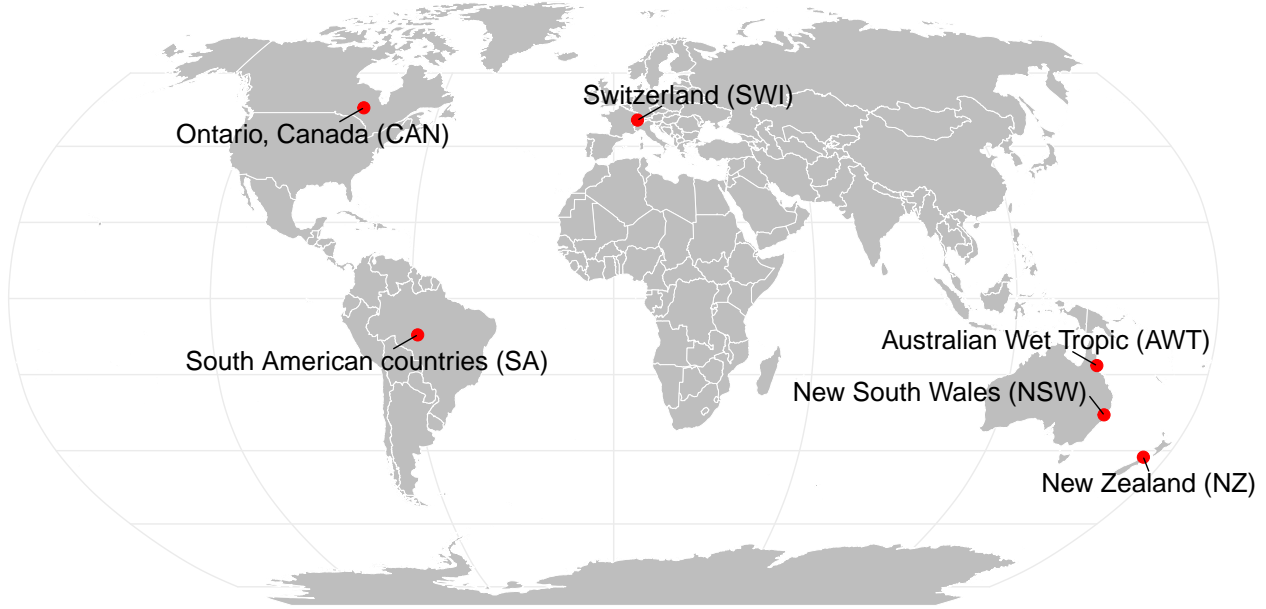 Switzerland (SWI)
Ontario, Canada (CAN)
Australian Wet Tropic (AWT)
South American countries (SA)
New South Wales (NSW)
New Zealand (NZ)